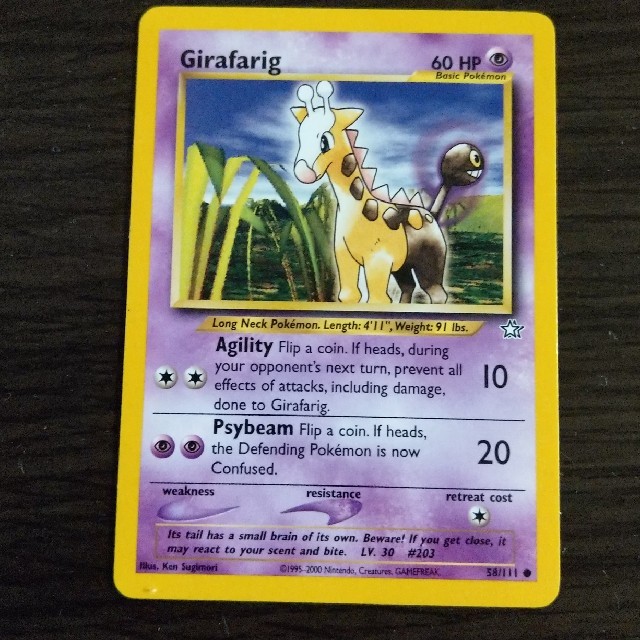 Girafarig
60 HP
Basic Pokémon
Long Neck Pokémon. Length: 4'11", Weight: 91 lbs.
Agility Flip a coin. If heads, during
your opponent's next turn, prevent all
effects of attacks, including damage,
done to Girafarig.
10
Psybeam Flip a coin. If heads,
the Defending Pokémon is now
Confused.
20
weakness
resistance
retreat cost
Its tail has a small brain of its own. Beware! If you get close, it
may react to your scent and bite. LV. 30 #203
Illus. Ken Sugimori
©1995-2000 Nintendo, Creatures, GAMEFREAK.
58/111